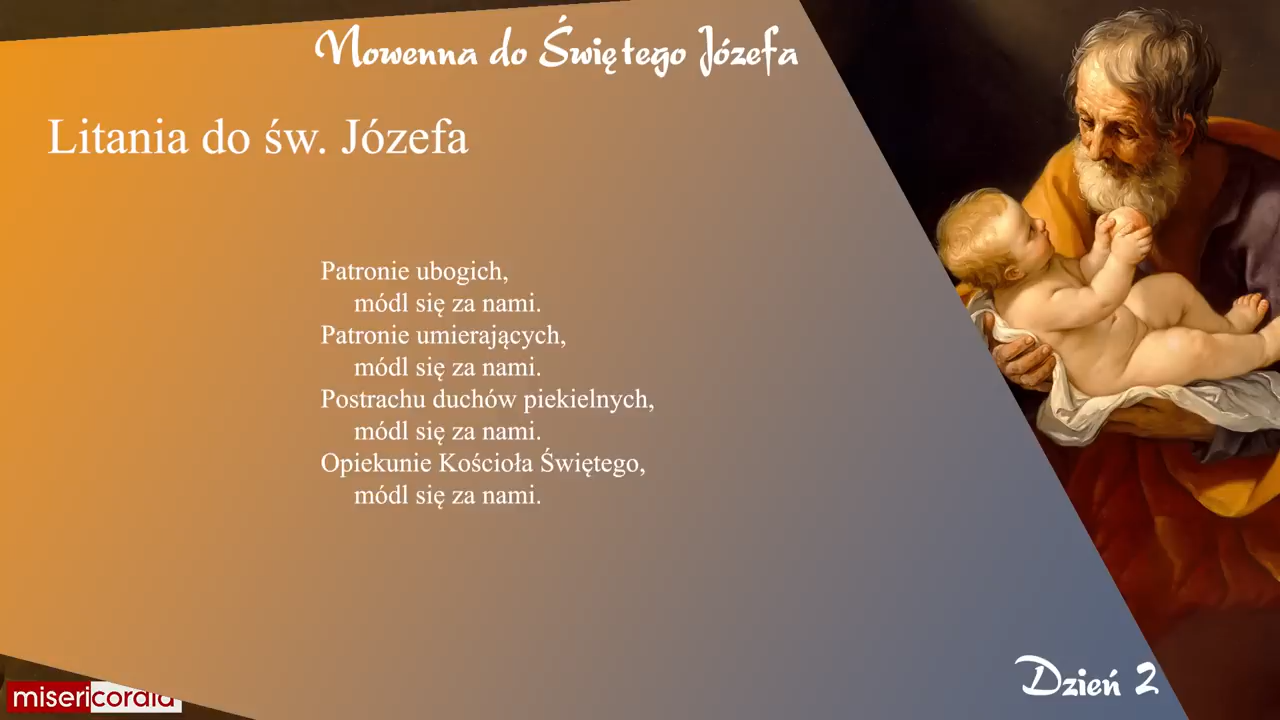 Nowenna do Świętego Józefa
Litania do św. Józefa
Patronie ubogich,
módl się za nami.
Patronie umierających,
módl się za nami.
Postrachu duchów piekielnych,
módl się za nami.
Opiekunie Kościoła Świętego,
módl się za nami.
Dzień 2
misericordia